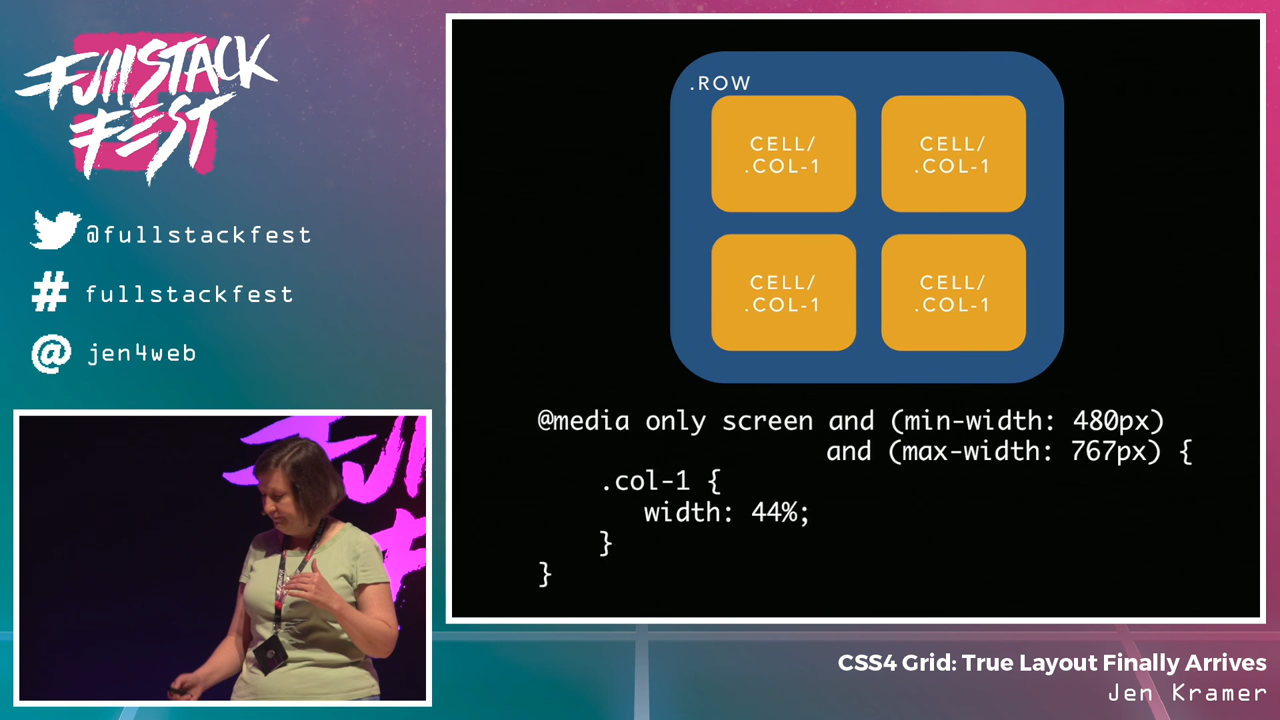 FULLSTACK
FEST
@fullstackfest
# fullstackfest
@ jen4web
.ROW
CELL/
.COL-1
CELL/
.COL-1
CELL/
.COL-1
CELL/
.COL-1
@media only screen and (min-width: 480px)
and (max-width: 767px) {
.col-1 {
width: 44%;
}
}
CSS4 Grid: True Layout Finally Arrives
Jen Kramer